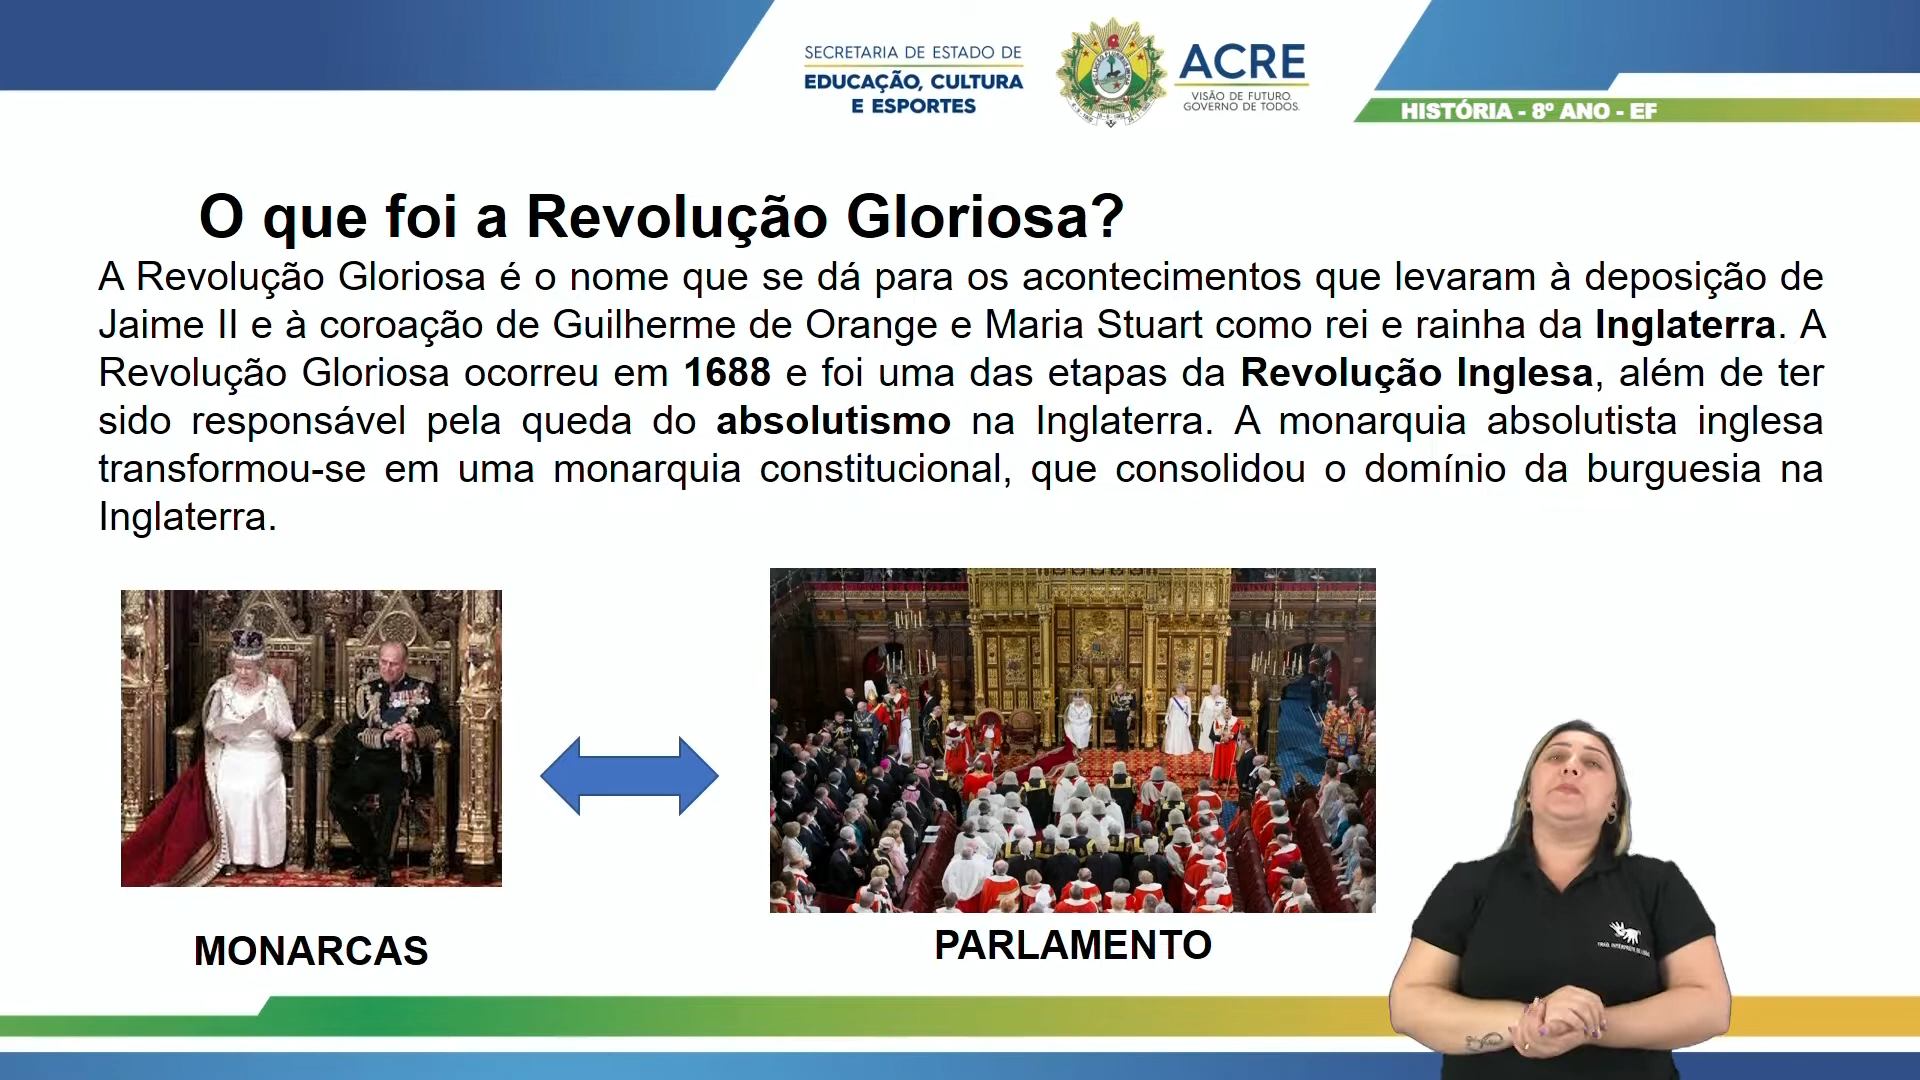 SECRETARIA DE ESTADO DE
EDUCAÇÃO, CULTURA
E ESPORTES
ACRE
VISÃO DE FUTURO.
GOVERNO DE TODOS.
HISTÓRIA - 8º ANO - EF
O que foi a Revolução Gloriosa?
A Revolução Gloriosa é o nome que se dá para os acontecimentos que levaram à deposição de
Jaime II e à coroação de Guilherme de Orange e Maria Stuart como rei e rainha da Inglaterra. A
Revolução Gloriosa ocorreu em 1688 e foi uma das etapas da Revolução Inglesa, além de ter
sido responsável pela queda do absolutismo na Inglaterra. A monarquia absolutista inglesa
transformou-se em uma monarquia constitucional, que consolidou o domínio da burguesia na
Inglaterra.
MONARCAS
PARLAMENTO